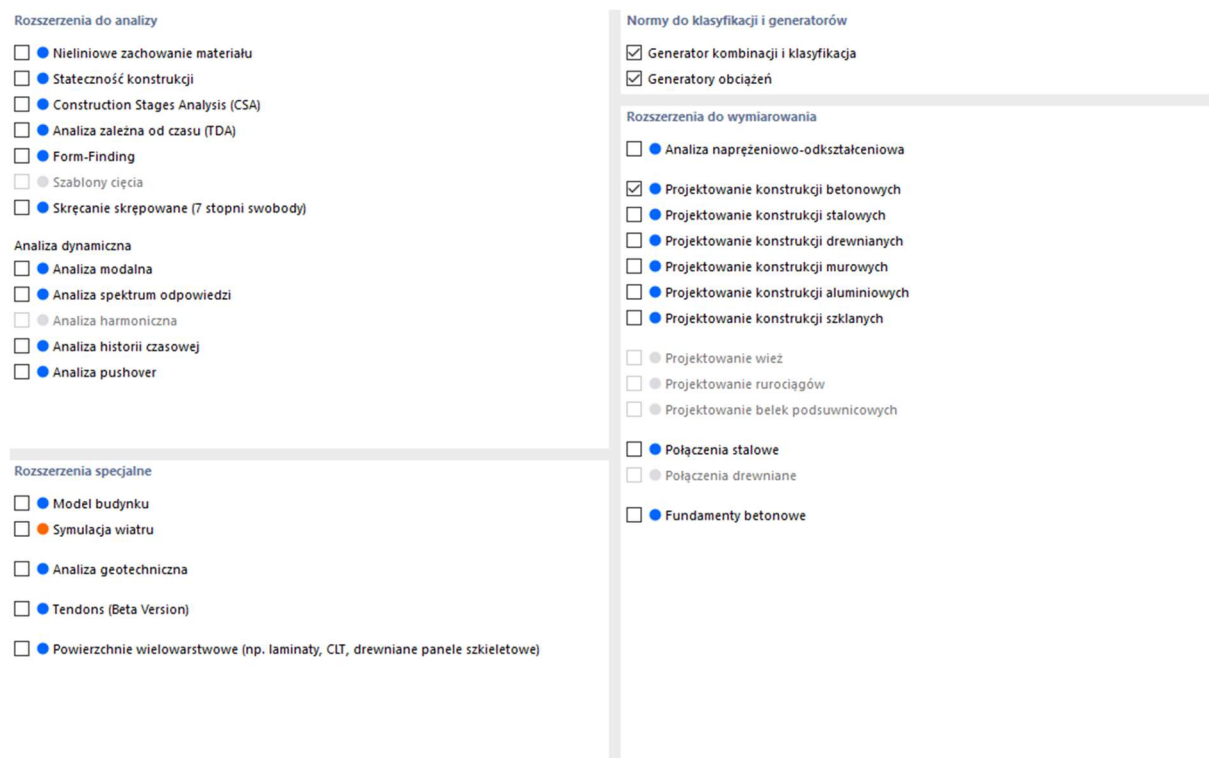 Rozszerzenia do analizy
Nieliniowe zachowanie materiału
Stateczność konstrukcji
Construction Stages Analysis (CSA)
Analiza zależna od czasu (TDA)
Form-Finding
Szablony cięcia
Skręcanie skrępowane (7 stopni swobody)
Analiza dynamiczna
Analiza modalna
Analiza spektrum odpowiedzi
Analiza harmoniczna
Analiza historii czasowej
Analiza pushover
Rozszerzenia specjalne
Model budynku
Symulacja wiatru
Analiza geotechniczna
Tendons (Beta Version)
Powierzchnie wielowarstwowe (np. laminaty, CLT, drewniane panele szkieletowe)
Normy do klasyfikacji i generatorów
Generator kombinacji i klasyfikacja
Generatory obciążeń
Rozszerzenia do wymiarowania
Analiza naprężeniowo-odkształceniowa
Projektowanie konstrukcji betonowych
Projektowanie konstrukcji stalowych
Projektowanie konstrukcji drewnianych
Projektowanie konstrukcji murowych
Projektowanie konstrukcji aluminiowych
Projektowanie konstrukcji szklanych
Projektowanie wież
Projektowanie rurociągów
Projektowanie belek podsuwnicowych
Połączenia stalowe
Połączenia drewniane
Fundamenty betonowe